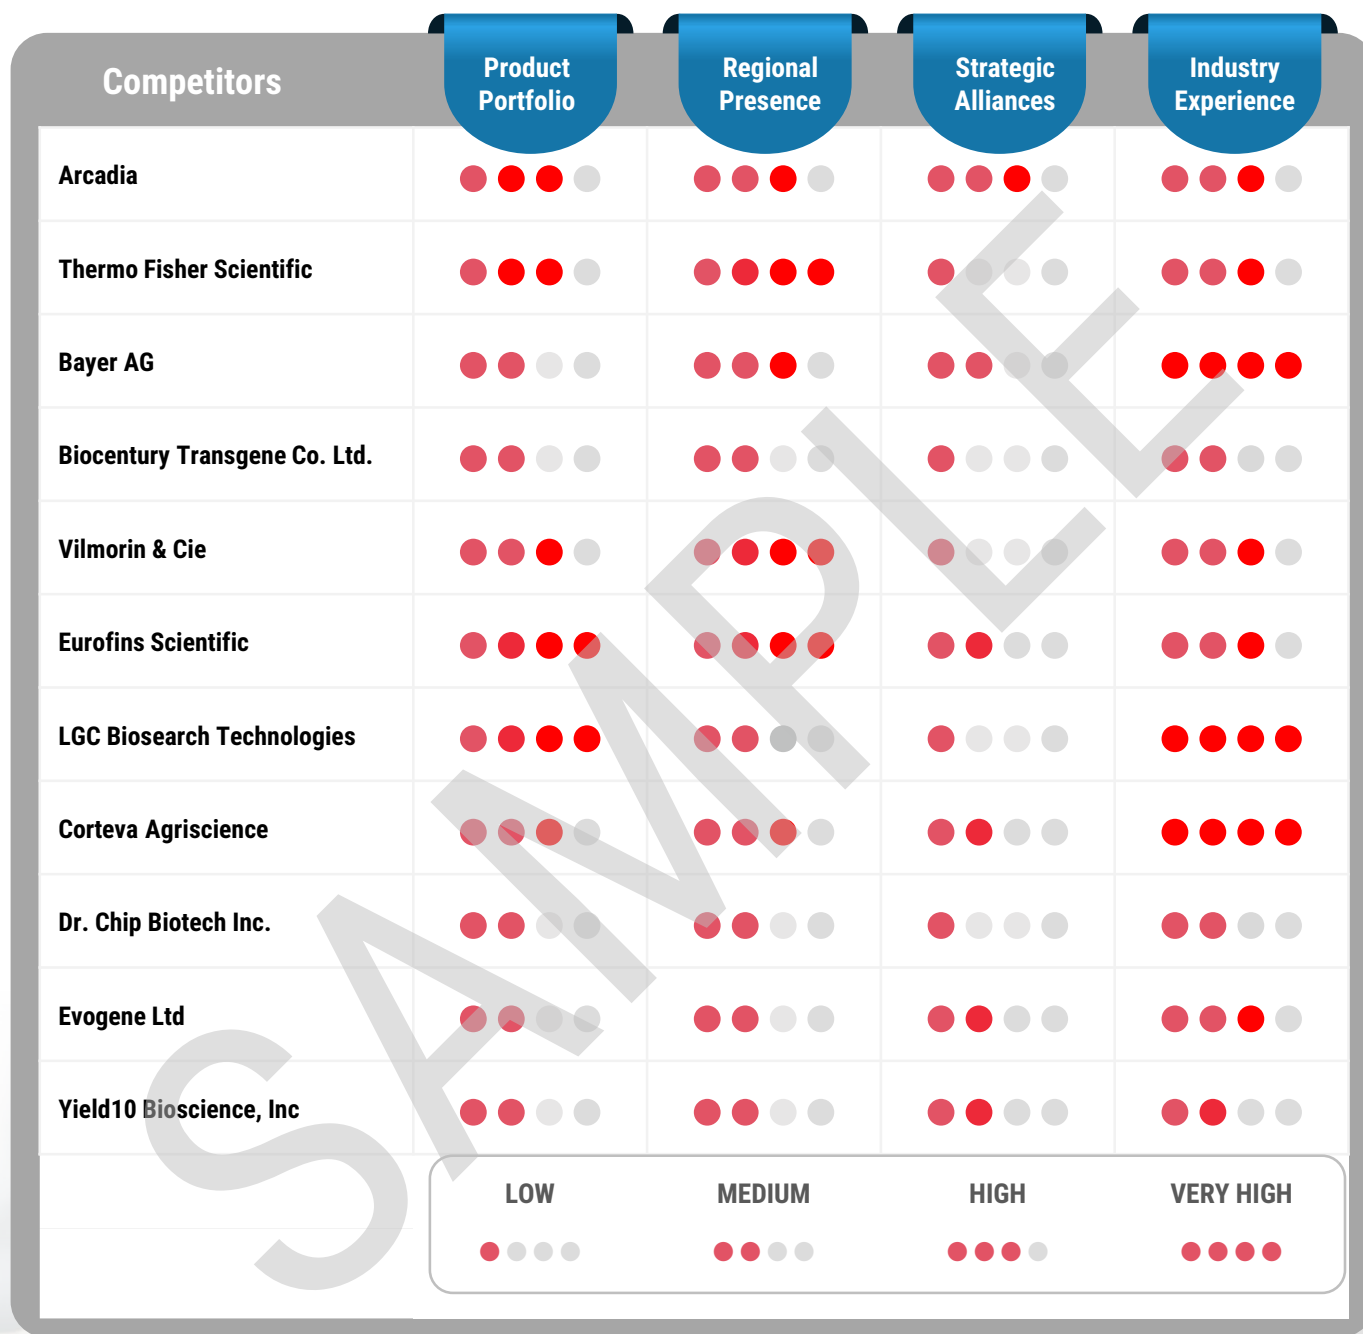 Competitors
Product
Portfolio
Regional
Presence
Strategic
Alliances
Industry
Experience
Arcadia
Thermo Fisher Scientific
Bayer AG
Biocentury Transgene Co. Ltd.
Vilmorin & Cie
Eurofins Scientific
LGC Biosearch Technologies
Corteva Agriscience
Dr. Chip Biotech Inc.
Evogene Ltd
Yield10 Bioscience, Inc
LOW
MEDIUM
HIGH
VERY HIGH
SAMPLE